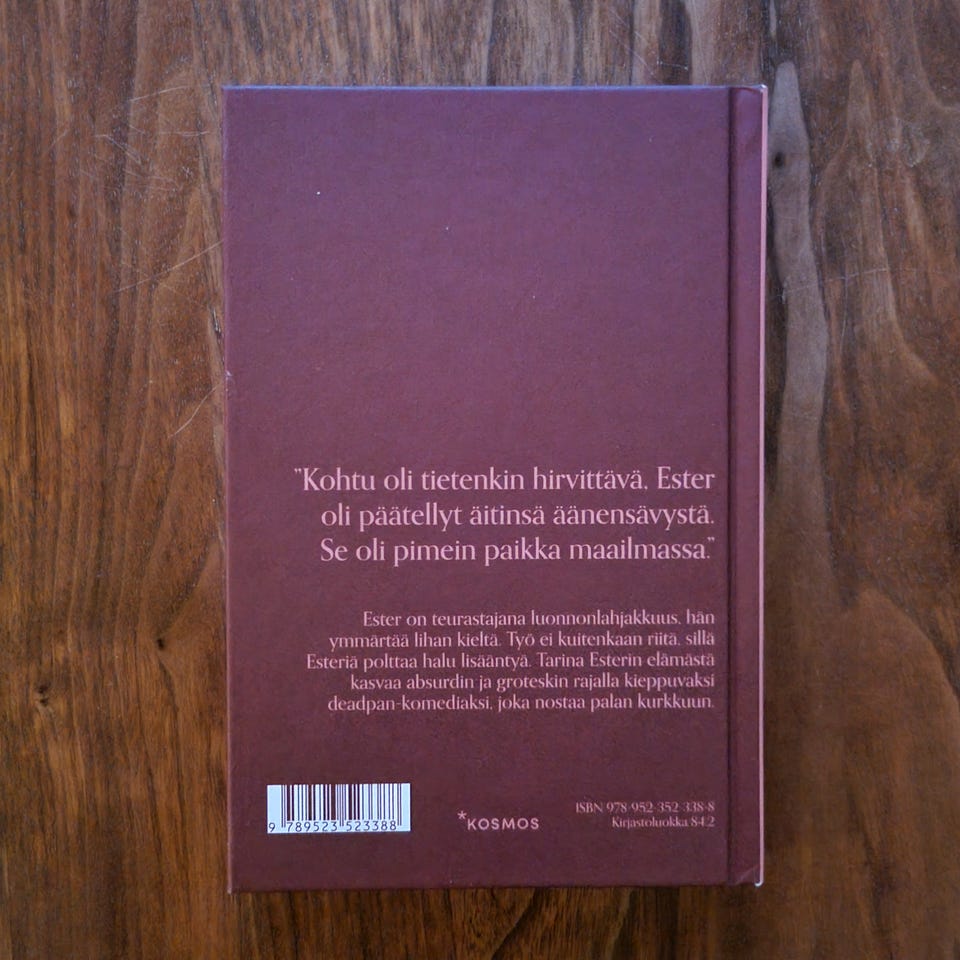 "Kohtu oli tietenkin hirvittävä, Ester
oli päätellyt äitinsä äänensävystä.
Se oli pimein paikka maailmassa."
Ester on teurastajana luonnonlahjakkuus, hän
ymmärtää lihan kieltä. Työ ei kuitenkaan riitä, sillä
Esteriä polttaa halu lisääntyä. Tarina Esterin elämästä
kasvaa absurdin ja groteskin rajalla kieppuvaksi
deadpan-komediaksi, joka nostaa palan kurkkuun.
9 789523 523388
*KOSMOS
ISBN 978-952-352-338-8
Kirjastoluokka 84.2